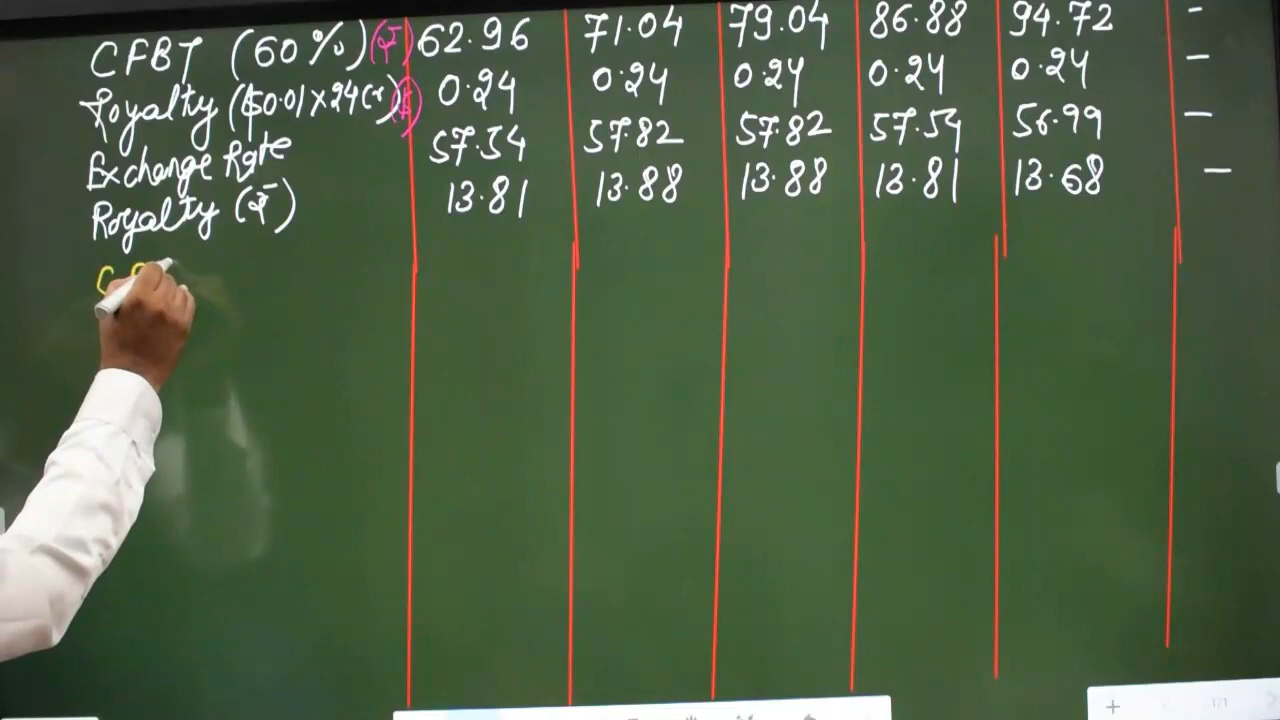 CFBT (60%) (₹) 62.96 71.04 79.04 86.88 94.72 -
Royalty ($0.01 x 24Cr) ($) 0.24 0.24 0.24 0.24 0.24 -
Exchange Rate 57.54 57.82 57.82 57.54 56.99 -
Royalty (₹) 13.81 13.88 13.88 13.81 13.68 -
C